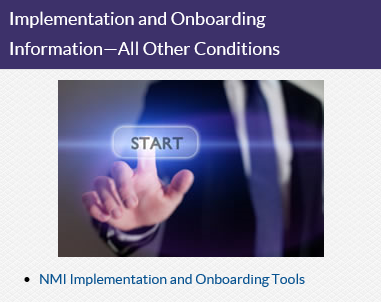 Implementation and Onboarding
Information—All Other Conditions
START
NMI Implementation and Onboarding Tools